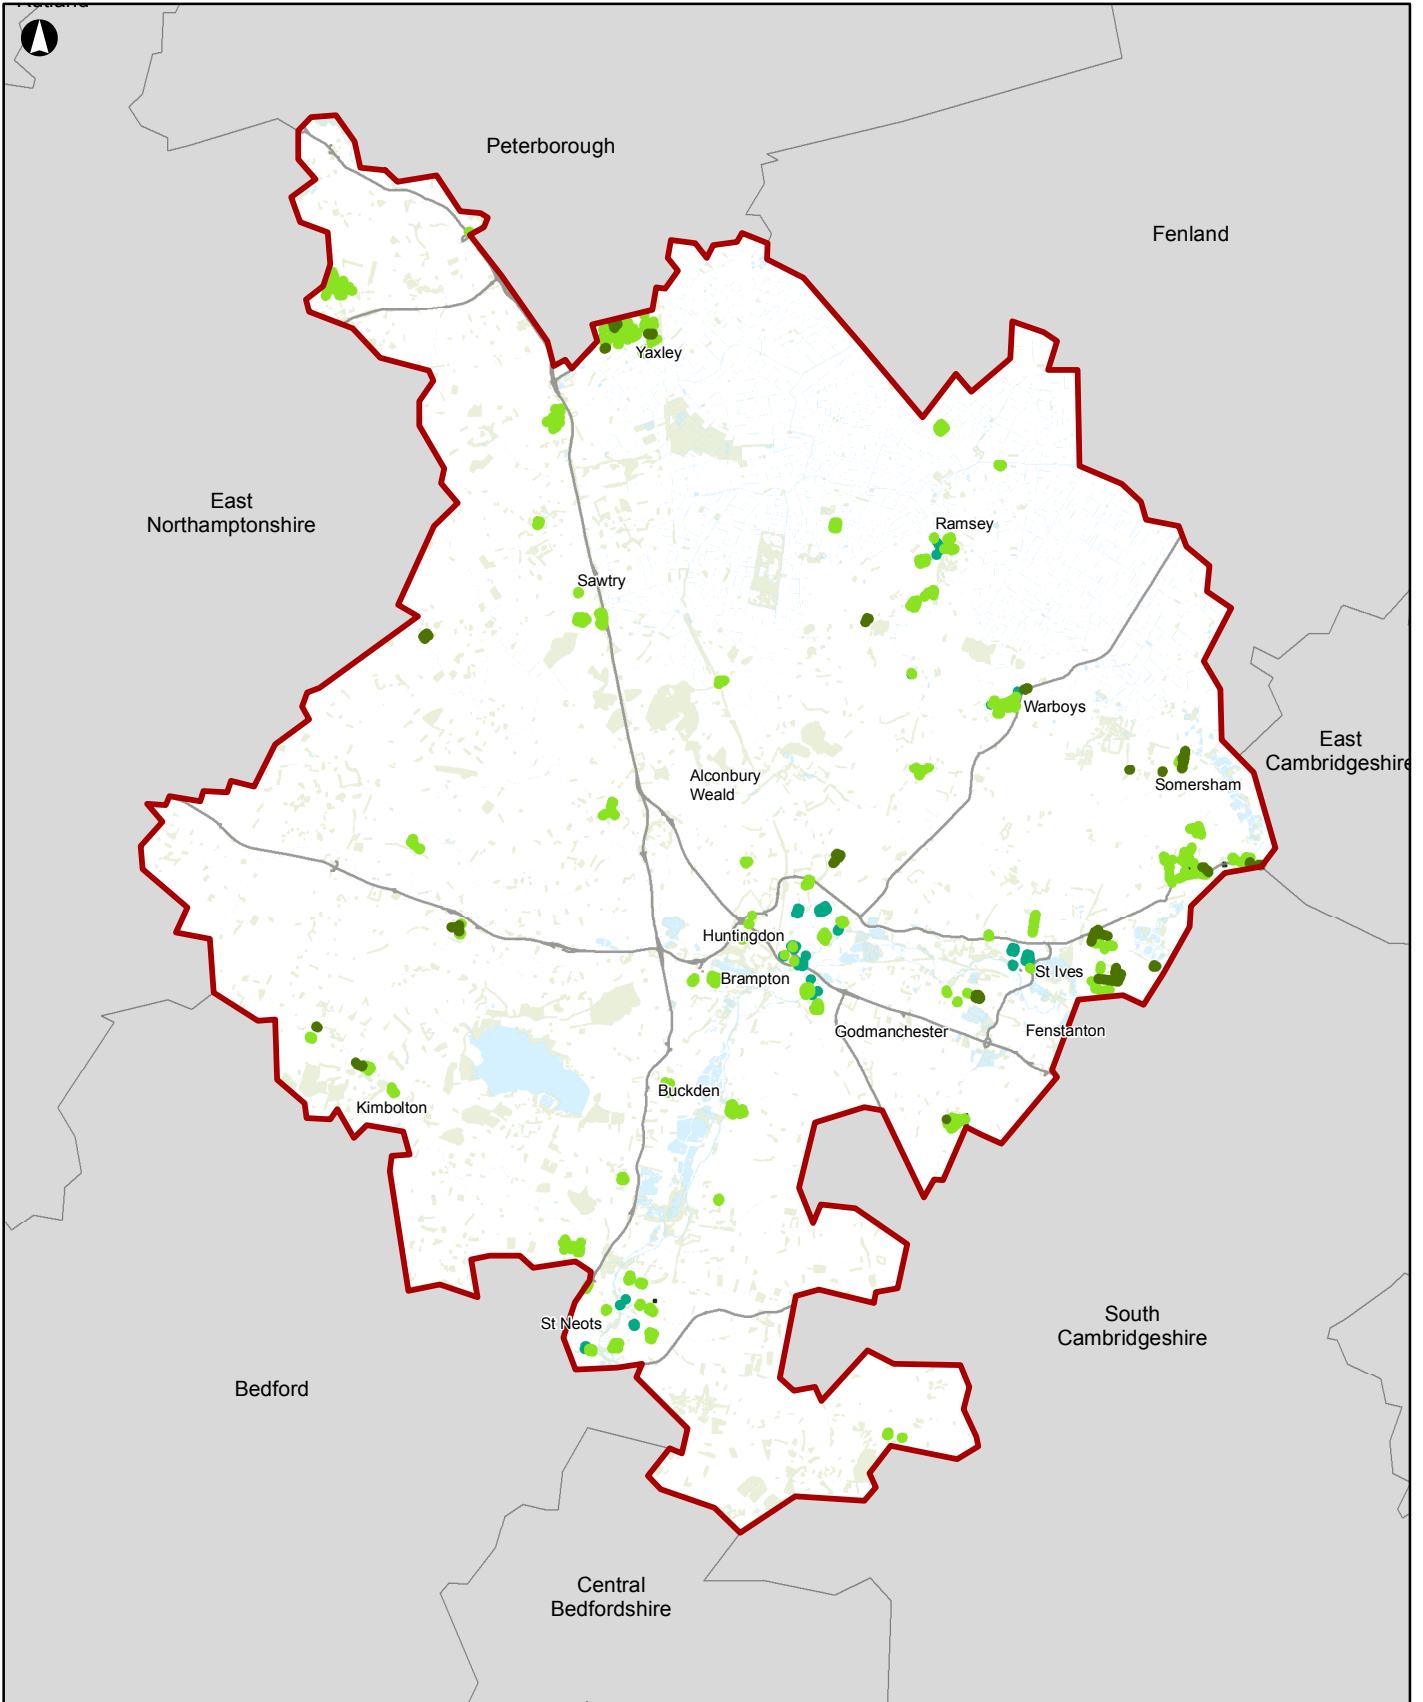 Rutland
Peterborough
Fenland
Yaxley
East
Northamptonshire
Ramsey
Sawtry
Warboys
East
Cambridgeshire
Alconbury
Weald
Somersham
Huntingdon
St Ives
Brampton
Godmanchester
Fenstanton
Buckden
Kimbolton
St Neots
South
Cambridgeshire
Bedford
Central
Bedfordshire